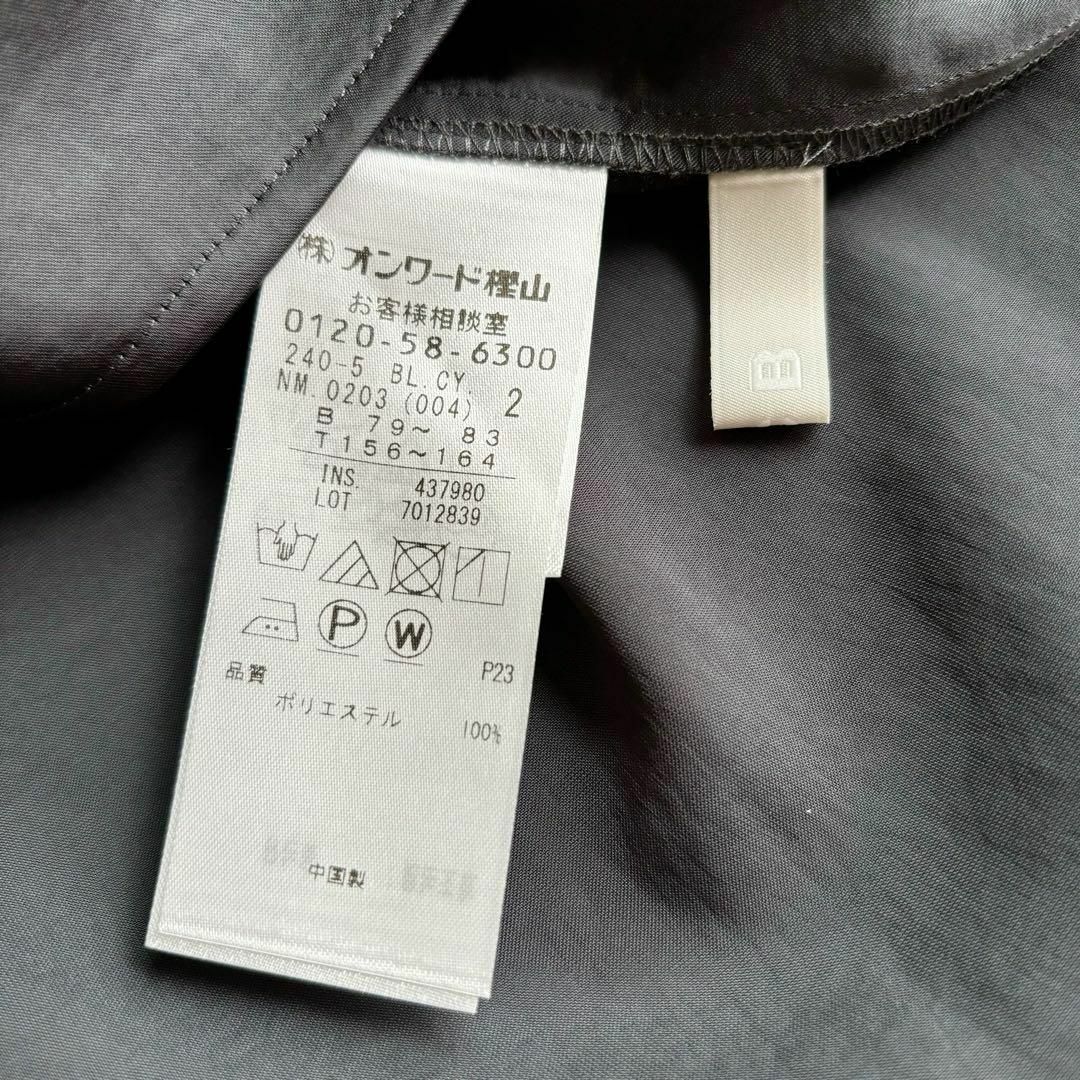 (株)オンワード樫山
お客様相談室
0120-58-6300
240-5 BL.CY.
NM.0203 (004) 2
B 79～ 83
T 156～164
INS. 437980
LOT 7012839
P W
P23
品質
ポリエステル 100%
中国製
B